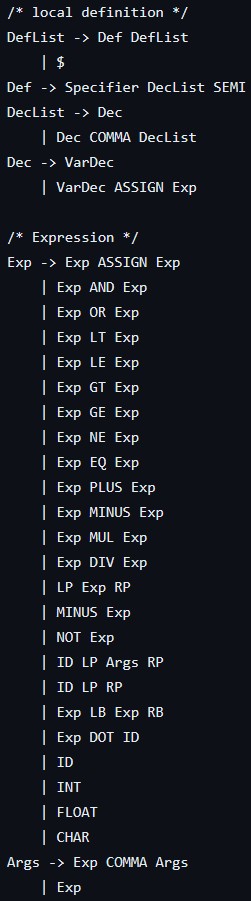 /* local definition */
DefList -> Def DefList
    | $
Def -> Specifier DecList SEMI
DecList -> Dec
    | Dec COMMA DecList
Dec -> VarDec
    | VarDec ASSIGN Exp

/* Expression */
Exp -> Exp ASSIGN Exp
    | Exp AND Exp
    | Exp OR Exp
    | Exp LT Exp
    | Exp LE Exp
    | Exp GT Exp
    | Exp GE Exp
    | Exp NE Exp
    | Exp EQ Exp
    | Exp PLUS Exp
    | Exp MINUS Exp
    | Exp MUL Exp
    | Exp DIV Exp
    | LP Exp RP
    | MINUS Exp
    | NOT Exp
    | ID LP Args RP
    | ID LP RP
    | Exp LB Exp RB
    | Exp DOT ID
    | ID
    | INT
    | FLOAT
    | CHAR
Args -> Exp COMMA Args
    | Exp